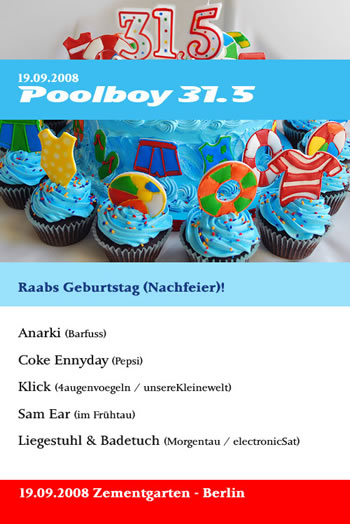 31.5
19.09.2008
Poolboy 31.5
Raabs Geburtstag (Nachfeier)!
Anarki (Barfuss)
Coke Ennyday (Pepsi)
Klick (4augenvoegeln / unsereKleinewelt)
Sam Ear (im Frühtau)
Liegestuhl & Badetuch (Morgentau / electronicSat)
19.09.2008 Zementgarten - Berlin